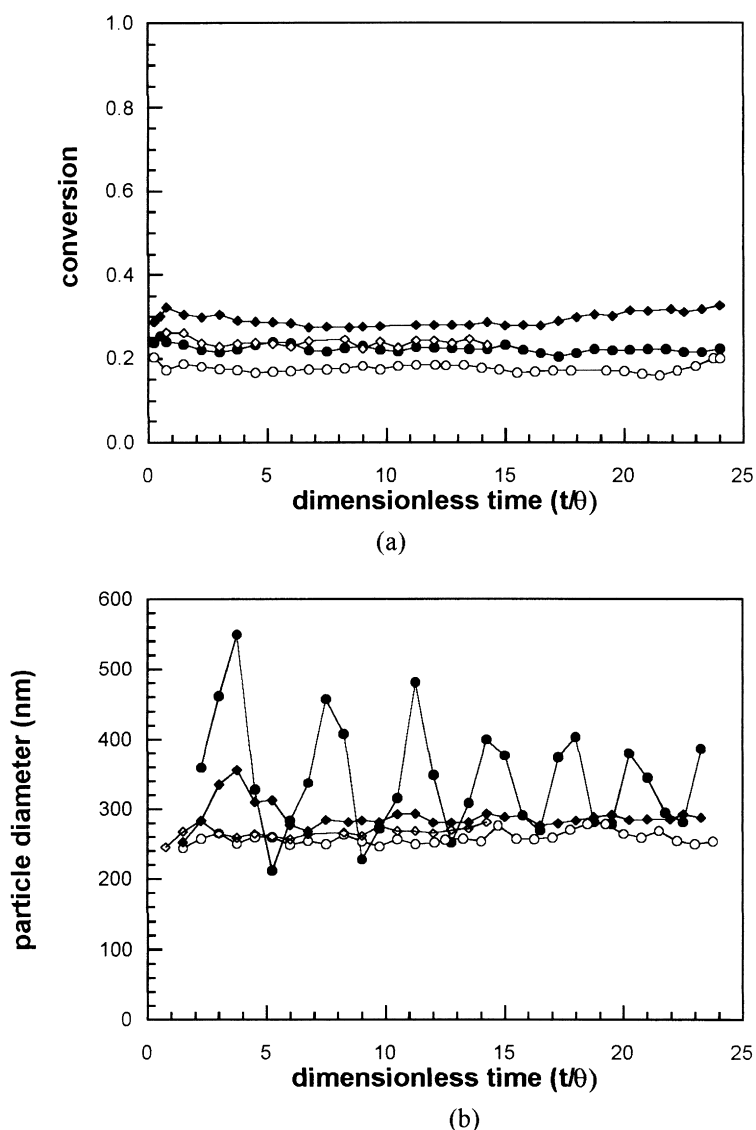 1.0
0.8
0.6
0.4
0.2
0.0
conversion
0 5 10 15 20 25
dimensionless time (t/θ)
(a)
600
500
400
300
200
100
0
particle diameter (nm)
0 5 10 15 20 25
dimensionless time (t/θ)
(b)